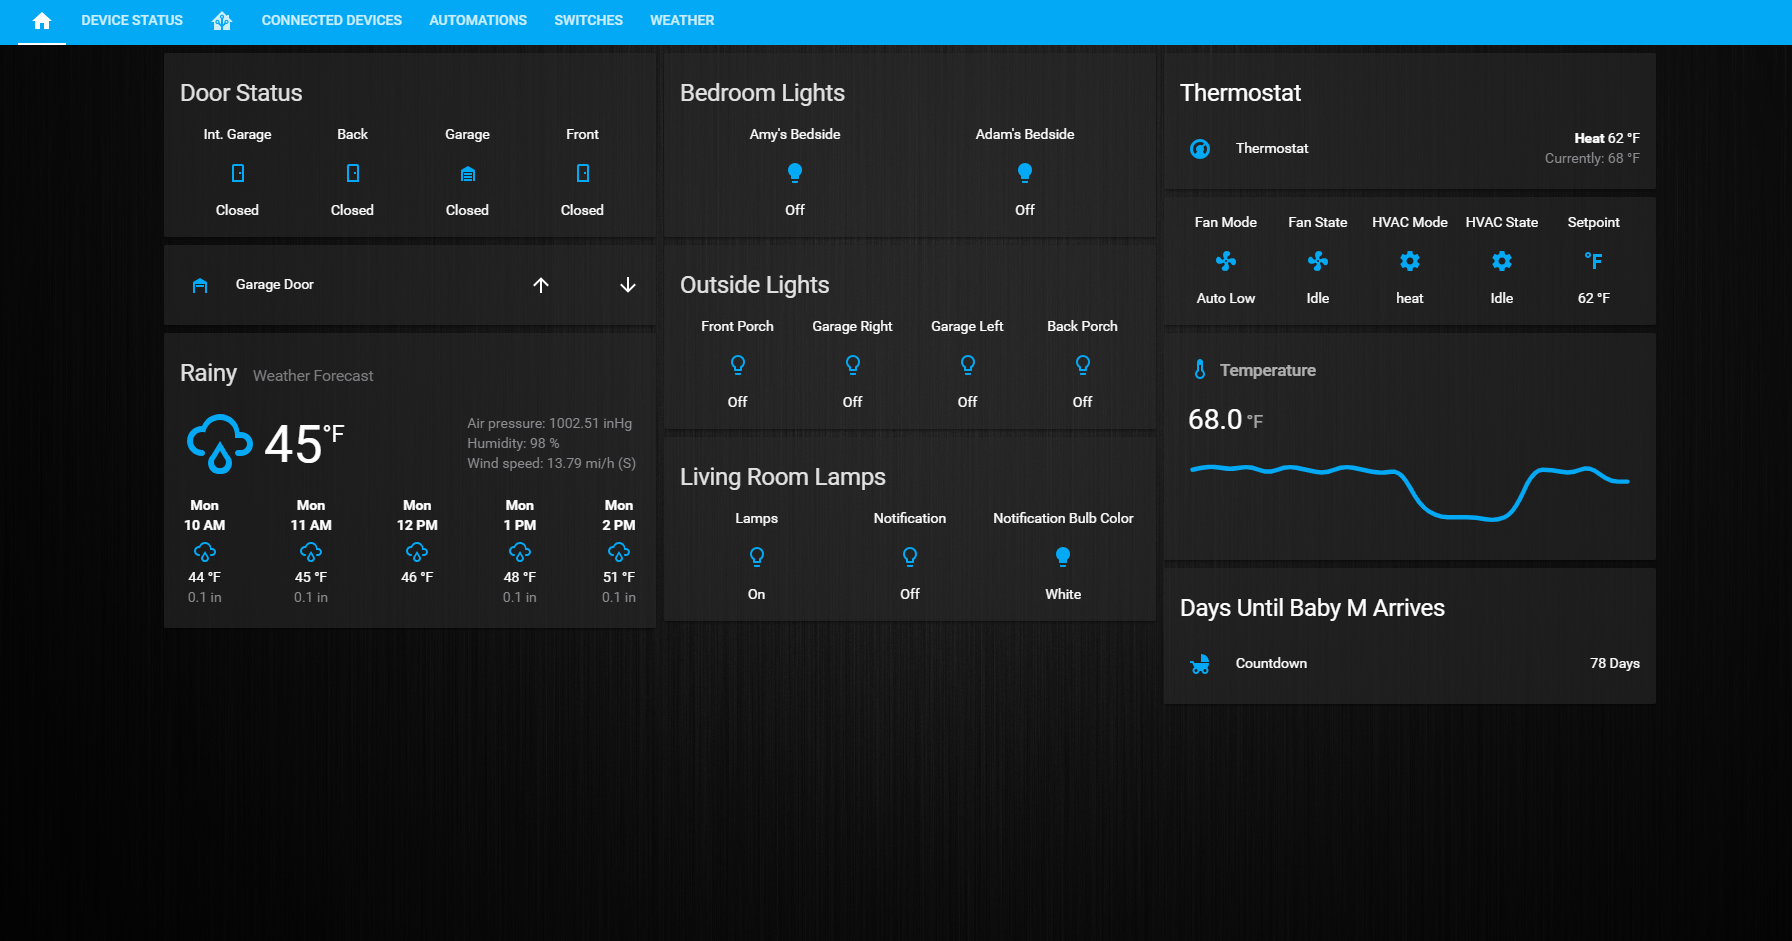 DEVICE STATUS CONNECTED DEVICES AUTOMATIONS SWITCHES WEATHER
Door Status
Int. Garage Back Garage Front
Closed Closed Closed Closed
Garage Door
Rainy Weather Forecast
45 °F
Air pressure: 1002.51 inHg
Humidity: 98 %
Wind speed: 13.79 mi/h (S)
Mon Mon Mon Mon Mon
10 AM 11 AM 12 PM 1 PM 2 PM
44 °F 45 °F 46 °F 48 °F 51 °F
0.1 in 0.1 in 0.1 in 0.1 in
Bedroom Lights
Amy's Bedside Adam's Bedside
Off Off
Outside Lights
Front Porch Garage Right Garage Left Back Porch
Off Off Off Off
Living Room Lamps
Lamps Notification Notification Bulb Color
On Off White
Thermostat
Thermostat
Heat 62 °F
Currently: 68 °F
Fan Mode Fan State HVAC Mode HVAC State Setpoint
°F
Auto Low Idle heat Idle 62 °F
Temperature
68.0 °F
Days Until Baby M Arrives
Countdown 78 Days